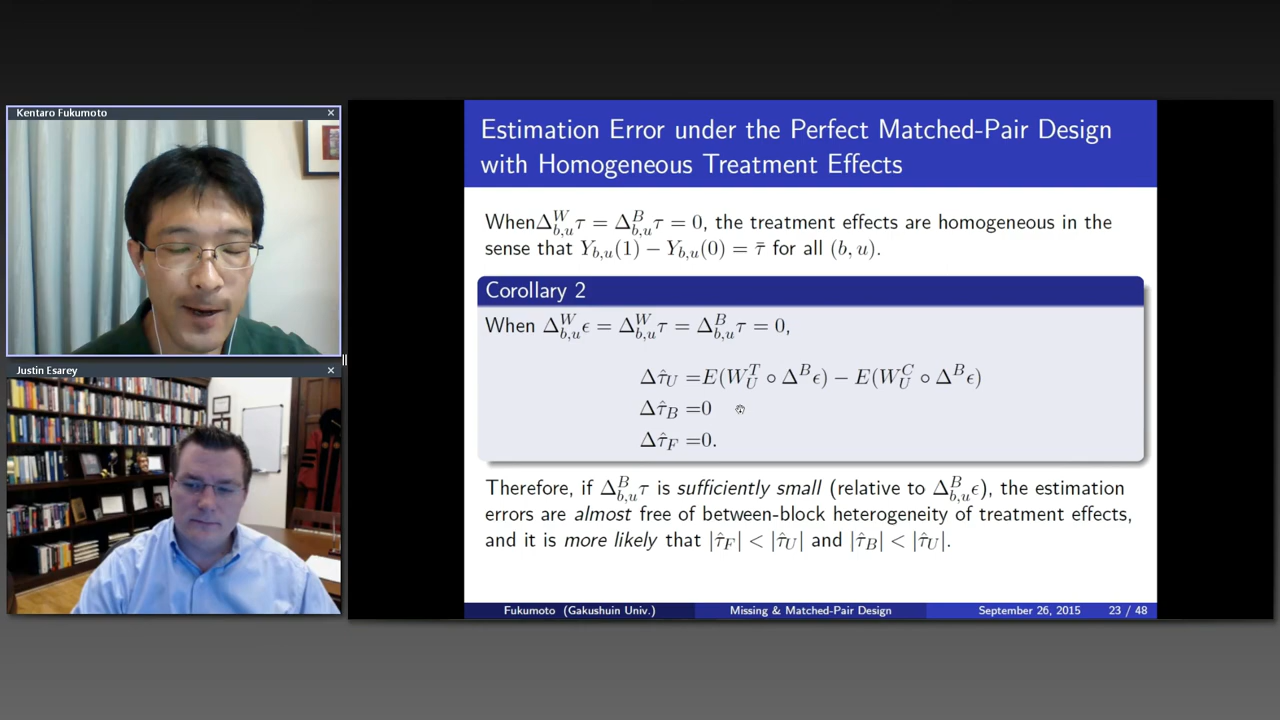 Kentaro Fukumoto
Justin Esarey
Estimation Error under the Perfect Matched-Pair Design
with Homogeneous Treatment Effects
When Δ^W_{b,u}τ = Δ^B_{b,u}τ = 0, the treatment effects are homogeneous in the
sense that Y_{b,u}(1) − Y_{b,u}(0) = τ̄ for all (b, u).
Corollary 2
When Δ^W_{b,u}ϵ = Δ^W_{b,u}τ = Δ^B_{b,u}τ = 0,
Δτ̂_U =E(W^T_U ∘ Δ^Bϵ) − E(W^C_U ∘ Δ^Bϵ)
Δτ̂_B =0
Δτ̂_F =0.
Therefore, if Δ^B_{b,u}τ is sufficiently small (relative to Δ^B_{b,u}ϵ), the estimation
errors are almost free of between-block heterogeneity of treatment effects,
and it is more likely that |τ̂_F| < |τ̂_U| and |τ̂_B| < |τ̂_U|.
Fukumoto (Gakushuin Univ.) Missing & Matched-Pair Design September 26, 2015 23 / 48